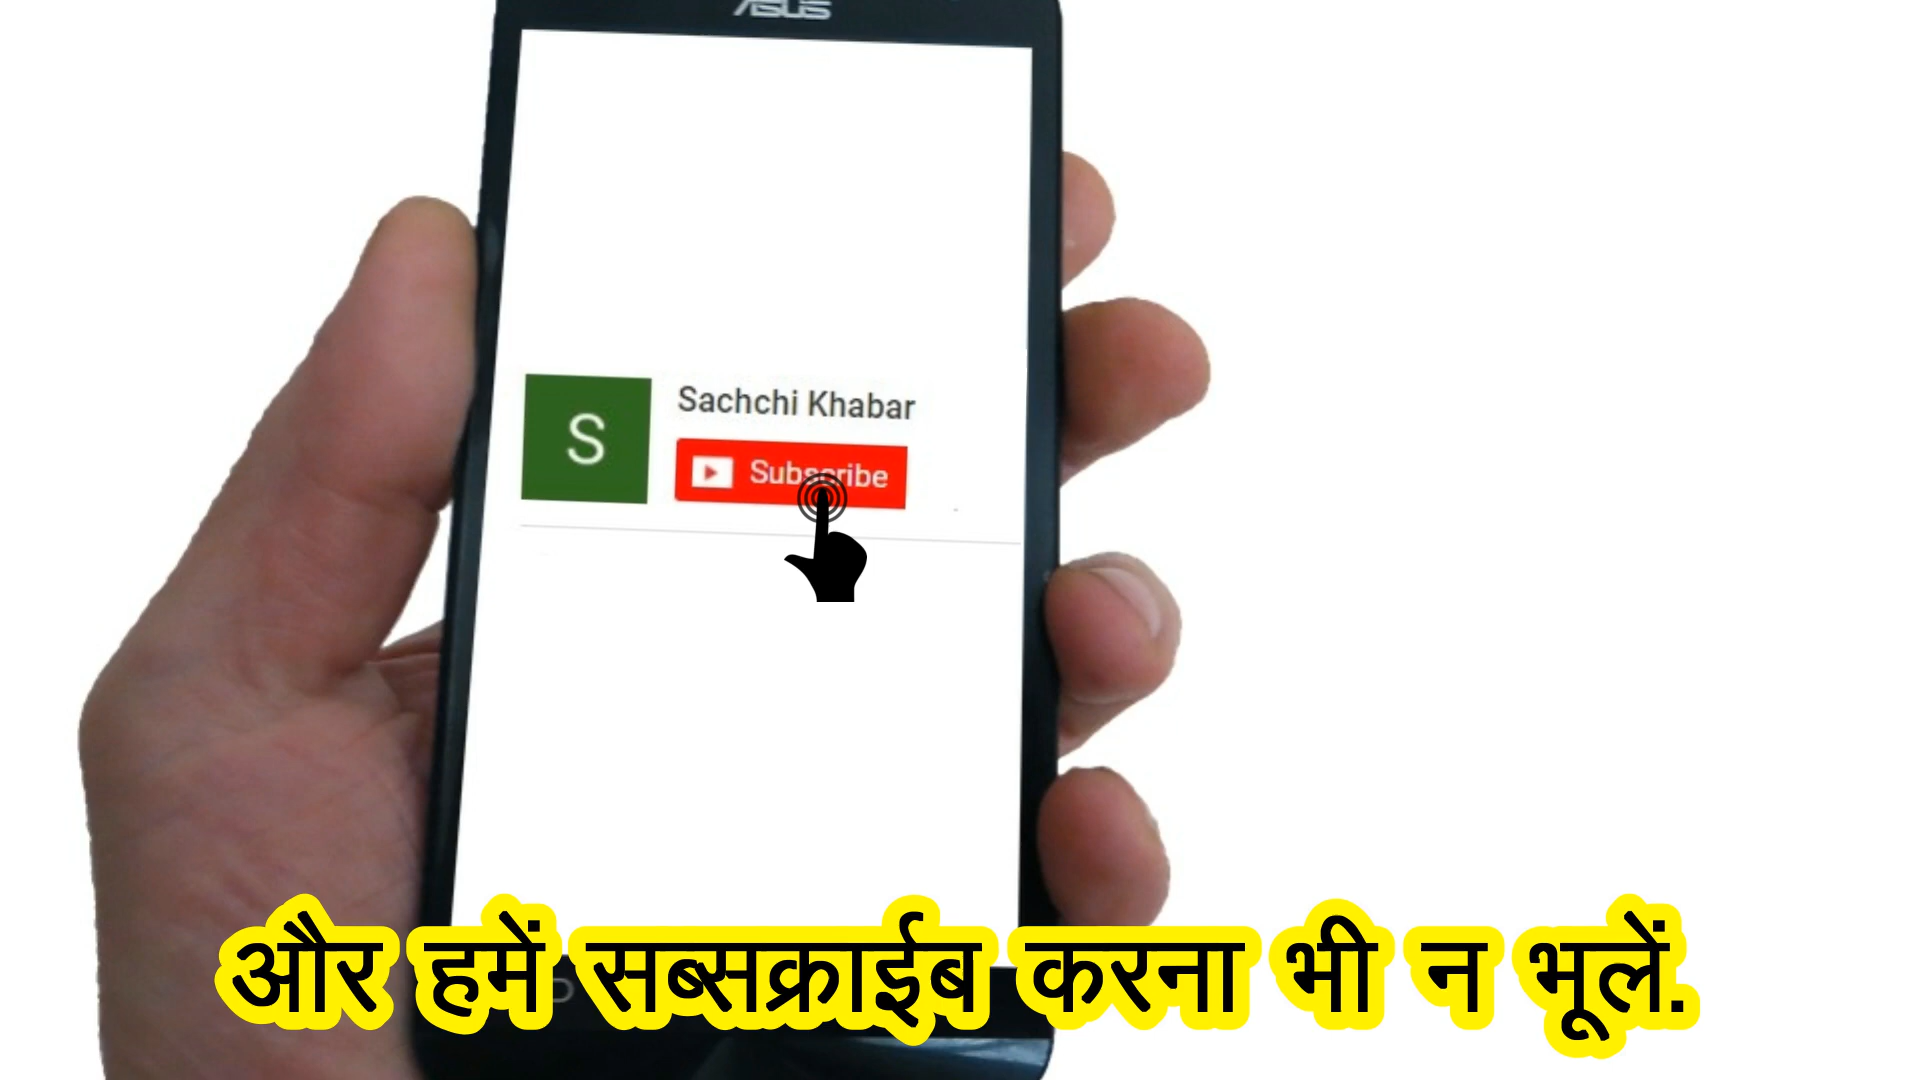 ASUS
S
Sachchi Khabar
Subscribe
और हमें सब्सक्राईब करना भी न भूलें.